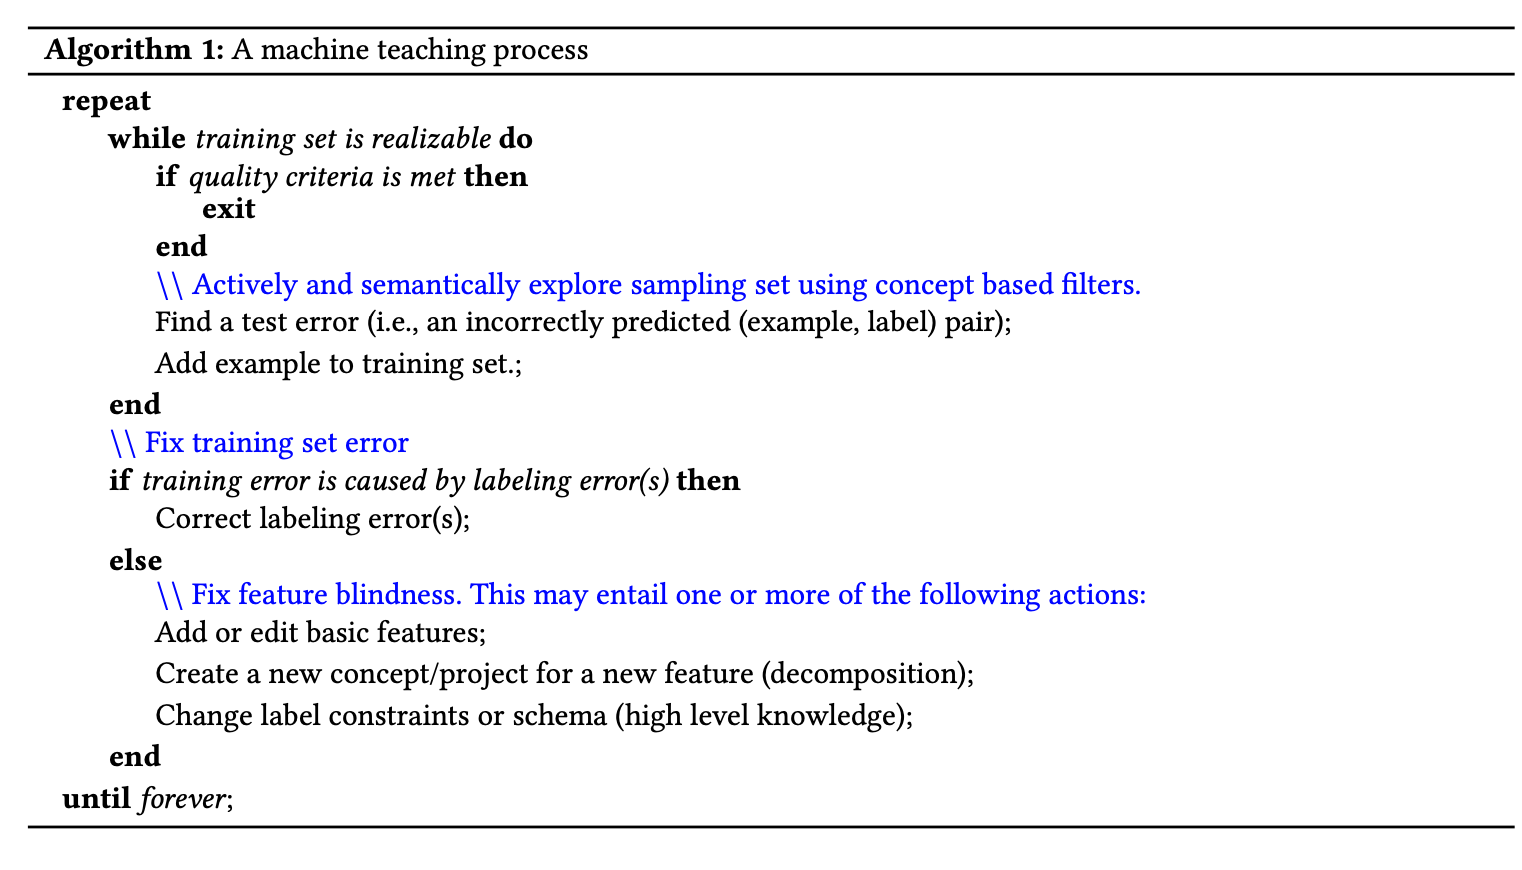 Algorithm 1: A machine teaching process
repeat
while training set is realizable do
if quality criteria is met then
exit
end
\\ Actively and semantically explore sampling set using concept based filters.
Find a test error (i.e., an incorrectly predicted (example, label) pair);
Add example to training set.;
end
\\ Fix training set error
if training error is caused by labeling error(s) then
Correct labeling error(s);
else
\\ Fix feature blindness. This may entail one or more of the following actions:
Add or edit basic features;
Create a new concept/project for a new feature (decomposition);
Change label constraints or schema (high level knowledge);
end
until forever;